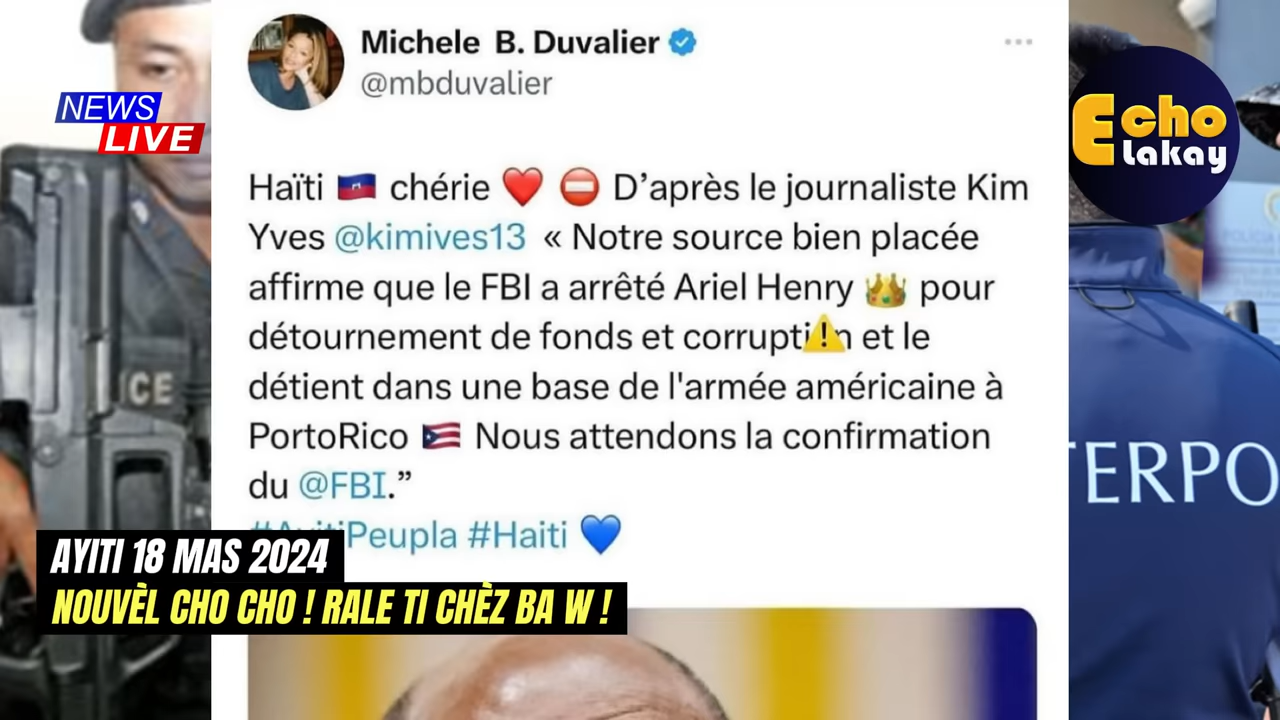 Michele B. Duvalier
@mbduvalier
NEWS
LIVE
Echo
Lakay
Haïti 🇭🇹 chérie ❤️ ⛔ D’après le journaliste Kim
Yves @kimives13 « Notre source bien placée
affirme que le FBI a arrêté Ariel Henry 👑 pour
détournement de fonds et corrupti⚠️n et le
détient dans une base de l'armée américaine à
PortoRico 🇵🇷 Nous attendons la confirmation
du @FBI.”
#AyitiPeupla #Haiti 💙
ICE
TERPO
AYITI 18 MAS 2024
NOUVÈL CHO CHO ! RALE TI CHÈZ BA W !